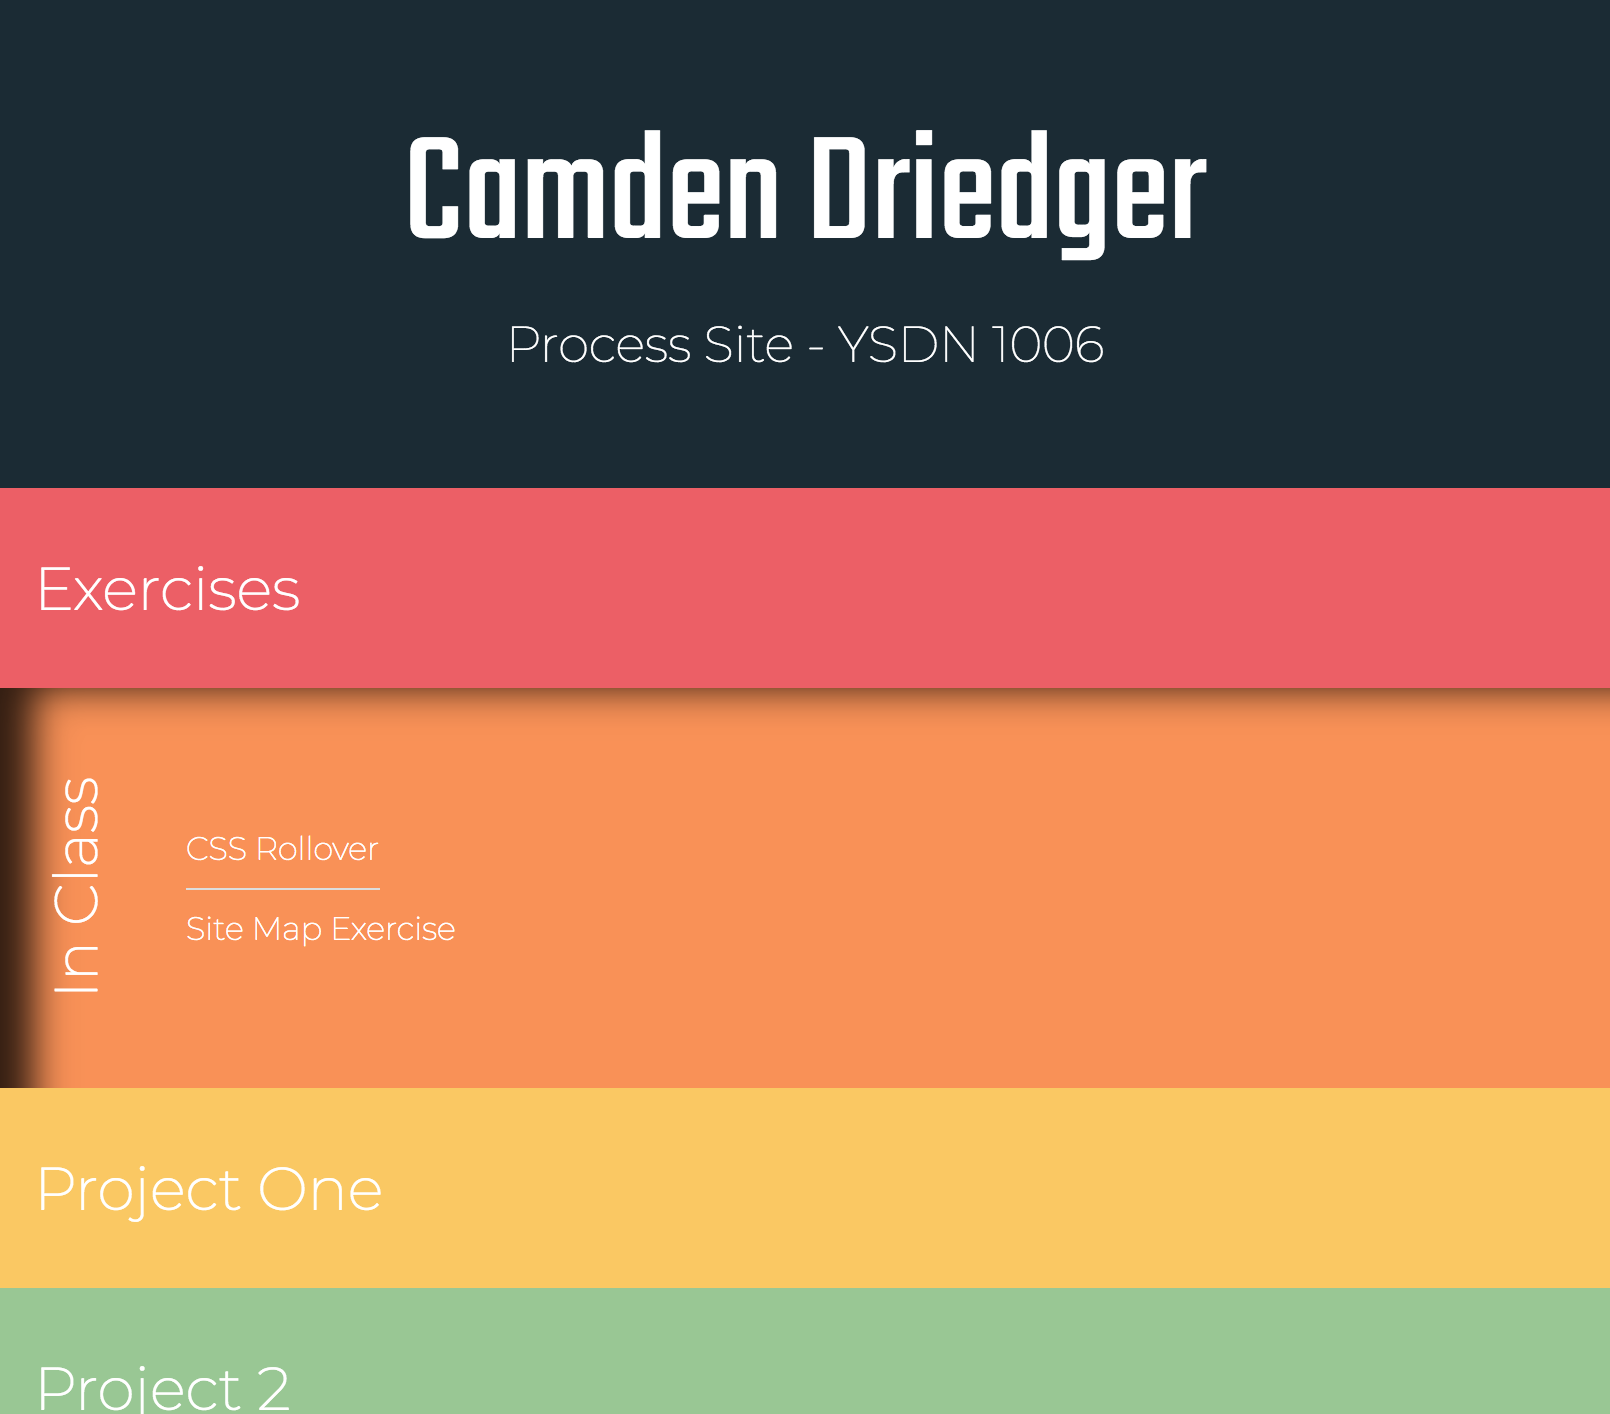 Camden Driedger
Process Site - YSDN 1006
Exercises
In Class
CSS Rollover
Site Map Exercise
Project One
Project 2